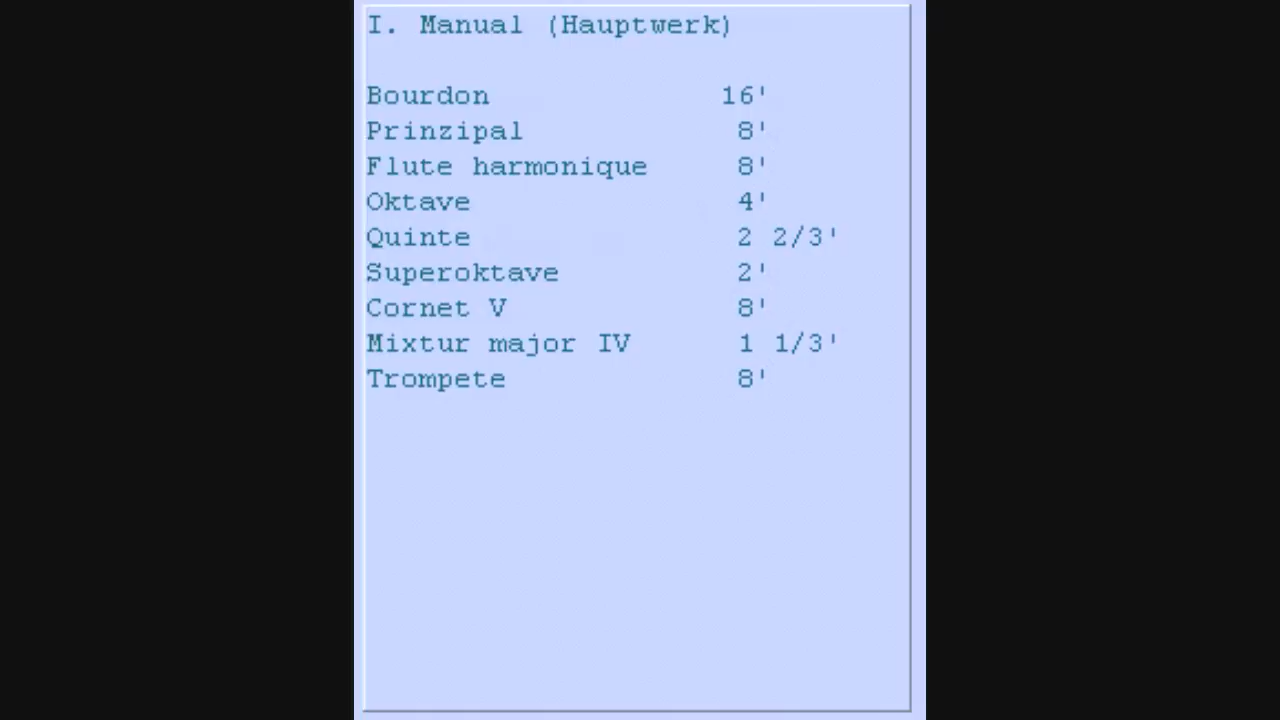 I. Manual (Hauptwerk)
Bourdon 16'
Prinzipal 8'
Flute harmonique 8'
Oktave 4'
Quinte 2 2/3'
Superoktave 2'
Cornet V 8'
Mixtur major IV 1 1/3'
Trompete 8'